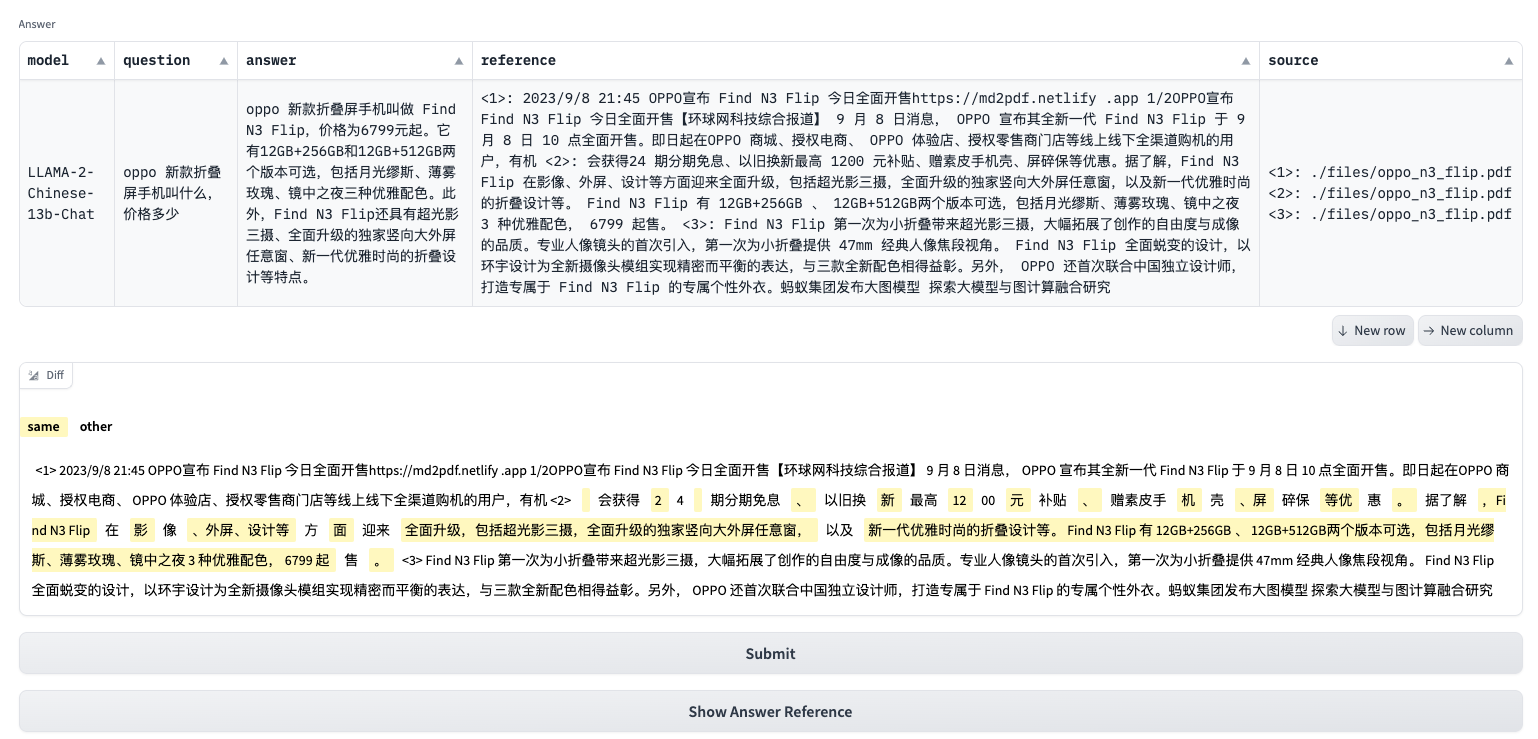 Answer
model question answer reference source
LLAMA-2-
Chinese-
13b-Chat
oppo 新款折叠
屏手机叫什么，
价格多少
oppo 新款折叠屏手机叫做 Find
N3 Flip，价格为6799元起。它
有12GB+256GB和12GB+512GB两
个版本可选，包括月光缪斯、薄雾
玫瑰、镜中之夜三种优雅配色。此
外，Find N3 Flip还具有超光影
三摄、全面升级的独家竖向大外屏
任意窗、新一代优雅时尚的折叠设
计等特点。
<1>: 2023/9/8 21:45 OPPO宣布 Find N3 Flip 今日全面开售https://md2pdf.netlify .app 1/2OPPO宣布
Find N3 Flip 今日全面开售【环球网科技综合报道】 9 月 8 日消息， OPPO 宣布其全新一代 Find N3 Flip 于 9
月 8 日 10 点全面开售。即日起在OPPO 商城、授权电商、 OPPO 体验店、授权零售商门店等线上线下全渠道购机的用
户，有机 <2>: 会获得24 期分期免息、以旧换新最高 1200 元补贴、赠素皮手机壳、屏碎保等优惠。据了解，Find N3
Flip 在影像、外屏、设计等方面迎来全面升级，包括超光影三摄，全面升级的独家竖向大外屏任意窗，以及新一代优雅时尚
的折叠设计等。 Find N3 Flip 有 12GB+256GB 、 12GB+512GB两个版本可选，包括月光缪斯、薄雾玫瑰、镜中之夜
3 种优雅配色， 6799 起售。 <3>: Find N3 Flip 第一次为小折叠带来超光影三摄，大幅拓展了创作的自由度与成像
的品质。专业人像镜头的首次引入，第一次为小折叠提供 47mm 经典人像焦段视角。 Find N3 Flip 全面蜕变的设计，以
环宇设计为全新摄像头模组实现精密而平衡的表达，与三款全新配色相得益彰。另外， OPPO 还首次联合中国独立设计师，
打造专属于 Find N3 Flip 的专属个性外衣。蚂蚁集团发布大图模型 探索大模型与图计算融合研究
<1>: ./files/oppo_n3_flip.pdf
<2>: ./files/oppo_n3_flip.pdf
<3>: ./files/oppo_n3_flip.pdf
↓ New row → New column
Diff
same other
<1> 2023/9/8 21:45 OPPO宣布 Find N3 Flip 今日全面开售https://md2pdf.netlify .app 1/2OPPO宣布 Find N3 Flip 今日全面开售【环球网科技综合报道】 9 月 8 日消息， OPPO 宣布其全新一代 Find N3 Flip 于 9 月 8 日 10 点全面开售。即日起在OPPO 商
城、授权电商、 OPPO 体验店、授权零售商门店等线上线下全渠道购机的用户，有机 <2> 会获得 2 4 期分期免息 、 以旧换 新 最高 12 00 元 补贴 、 赠素皮手 机 壳 、屏 碎保 等优 惠 。 据了解 ，Fi
nd N3 Flip 在 影 像 、外屏、设计等 方 面 迎来 全面升级，包括超光影三摄，全面升级的独家竖向大外屏任意窗， 以及 新一代优雅时尚的折叠设计等。 Find N3 Flip 有 12GB+256GB 、 12GB+512GB两个版本可选，包括月光缪
斯、薄雾玫瑰、镜中之夜 3 种优雅配色， 6799 起 售 。 <3> Find N3 Flip 第一次为小折叠带来超光影三摄，大幅拓展了创作的自由度与成像的品质。专业人像镜头的首次引入，第一次为小折叠提供 47mm 经典人像焦段视角。 Find N3 Flip
全面蜕变的设计，以环宇设计为全新摄像头模组实现精密而平衡的表达，与三款全新配色相得益彰。另外， OPPO 还首次联合中国独立设计师，打造专属于 Find N3 Flip 的专属个性外衣。蚂蚁集团发布大图模型 探索大模型与图计算融合研究
Submit
Show Answer Reference